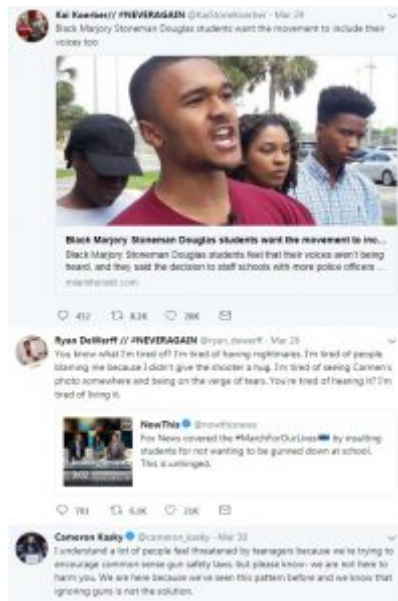 Kai Koerber// #NEVERAGAIN @KaiStoneKoerber · Mar 29
Black Marjory Stoneman Douglas students want the movement to include their
voices too
Black Marjory Stoneman Douglas students want the movement to inc...
Black Marjory Stoneman Douglas students feel that their voices aren't being
heard, and they said the decision to staff schools with more police officers ...
miamiherald.com
452 8.2K 28K
Ryan Deitsch // #NEVERAGAIN Mar 28
You know what I'm tired of? I'm tired of having nightmares. I'm tired of people
blaming me because I didn't give the shooter a hug. I'm tired of seeing Carmen's
photo somewhere and being on the verge of tears. You're tired of hearing it? I'm
tired of living it.
NowThis @nowthisnews
Fox News covered the #MarchForOurLives by insulting
students for not wanting to be gunned down at school.
This is unhinged.
Cameron Kasky @cameron_kasky · Mar 30
I understand a lot of people feel threatened by teenagers because we're trying to
encourage common sense gun safety laws, but please know: we are not here to
harm you. We are here because we've seen this pattern before and we know that
ignoring guns is not the solution.